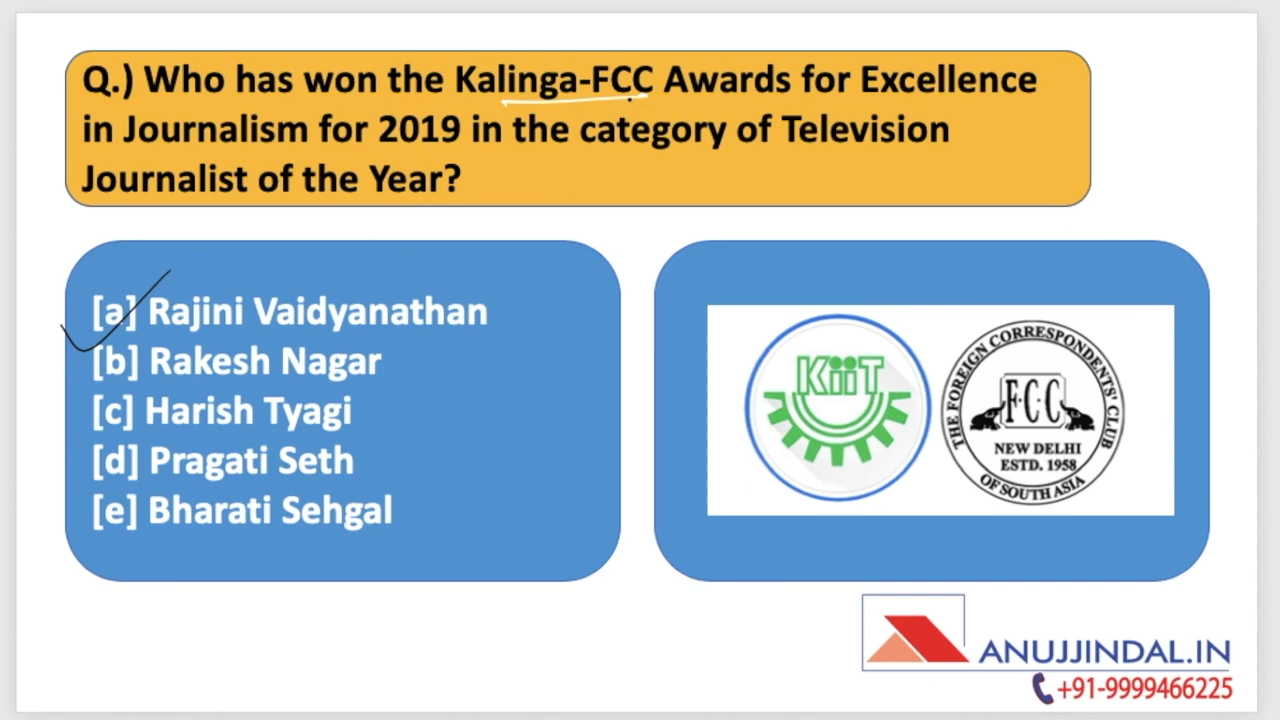 Q.) Who has won the Kalinga-FCC Awards for Excellence
in Journalism for 2019 in the category of Television
Journalist of the Year?
[a] Rajini Vaidyanathan
[b] Rakesh Nagar
[c] Harish Tyagi
[d] Pragati Seth
[e] Bharati Sehgal
KiiT
THE FOREIGN CORRESPONDENTS' CLUB
F.C.C
NEW DELHI
ESTD. 1958
OF SOUTH ASIA
ANUJJINDAL.IN
+91-9999466225